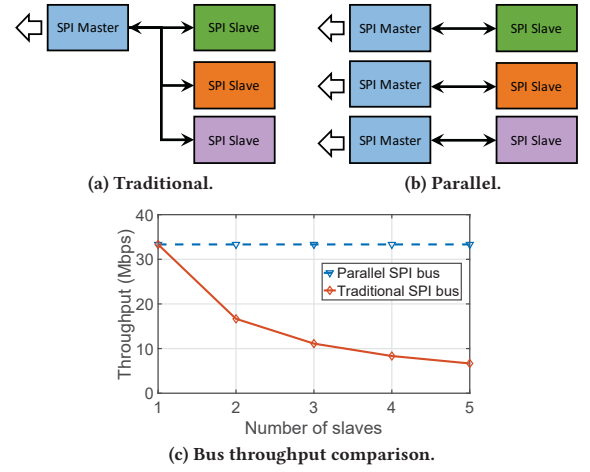 SPI Master
SPI Slave
SPI Slave
SPI Slave
(a) Traditional.
SPI Master
SPI Slave
SPI Master
SPI Slave
SPI Master
SPI Slave
(b) Parallel.
40
30
20
10
0
Throughput (Mbps)
Parallel SPI bus
Traditional SPI bus
1 2 3 4 5
Number of slaves
(c) Bus throughput comparison.